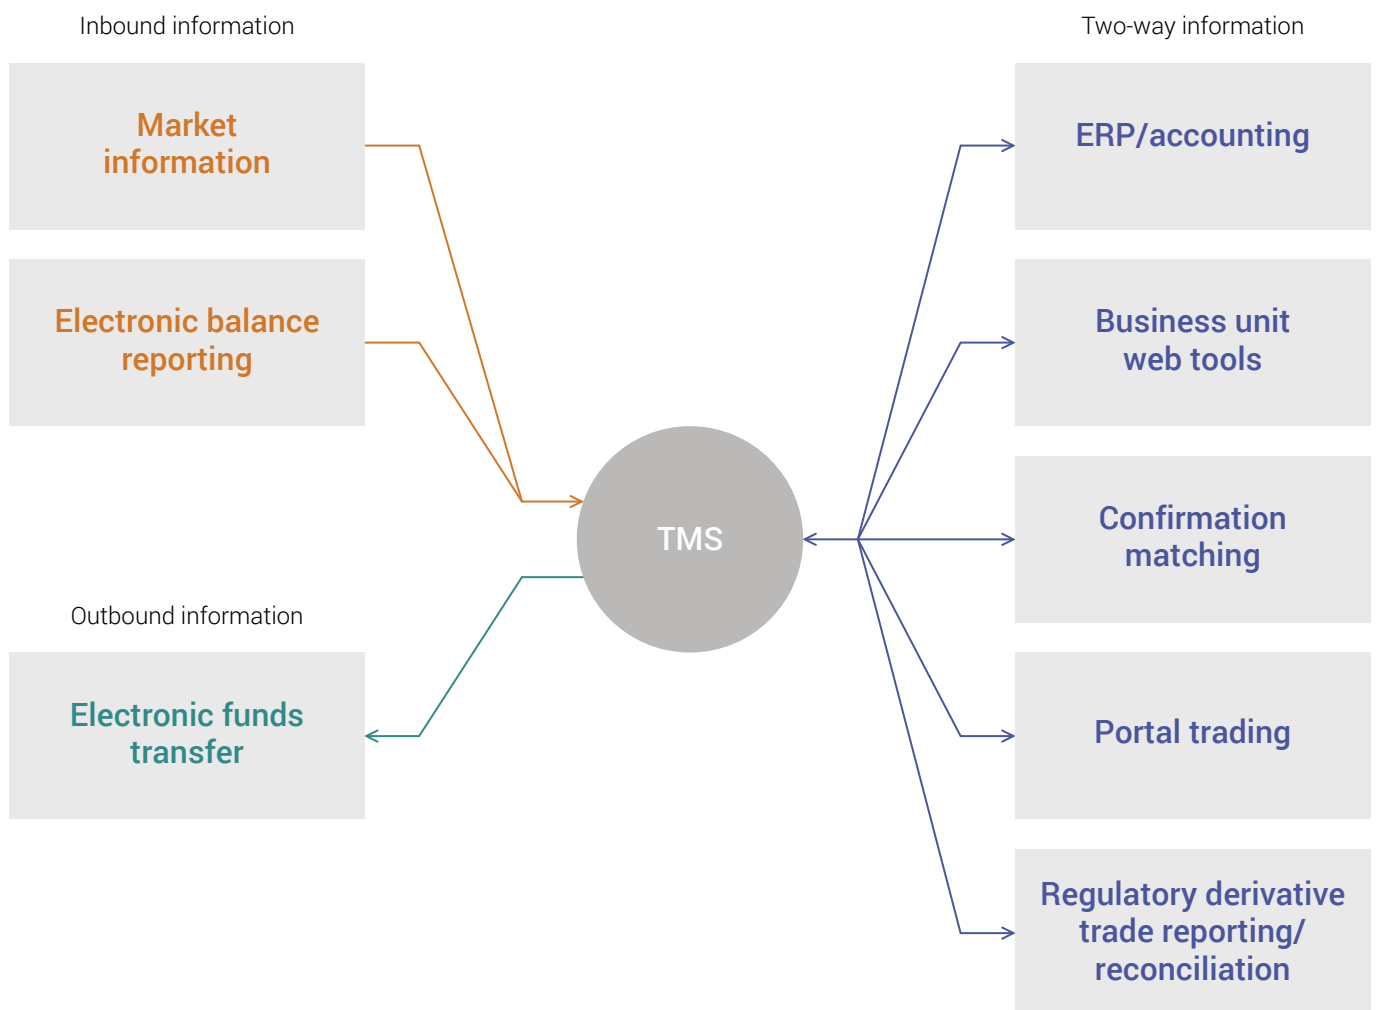 Inbound information
Market
information
Electronic balance
reporting
Outbound information
Electronic funds
transfer
TMS
Two-way information
ERP/accounting
Business unit
web tools
Confirmation
matching
Portal trading
Regulatory derivative
trade reporting/
reconciliation